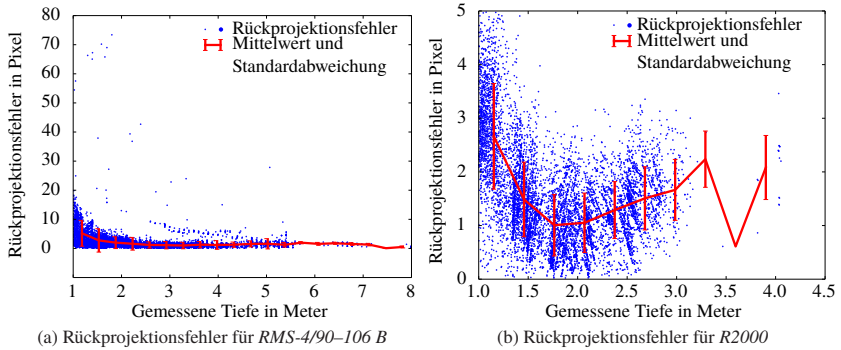 80
70
60
50
40
30
20
10
0
-10
1 2 3 4 5 6 7 8
Rückprojektionsfehler in Pixel
Gemessene Tiefe in Meter
Rückprojektionsfehler
Mittelwert und
Standardabweichung
(a) Rückprojektionsfehler für RMS-4/90–106 B
5
4
3
2
1
0
1.0 1.5 2.0 2.5 3.0 3.5 4.0 4.5
Rückprojektionsfehler in Pixel
Gemessene Tiefe in Meter
Rückprojektionsfehler
Mittelwert und
Standardabweichung
(b) Rückprojektionsfehler für R2000